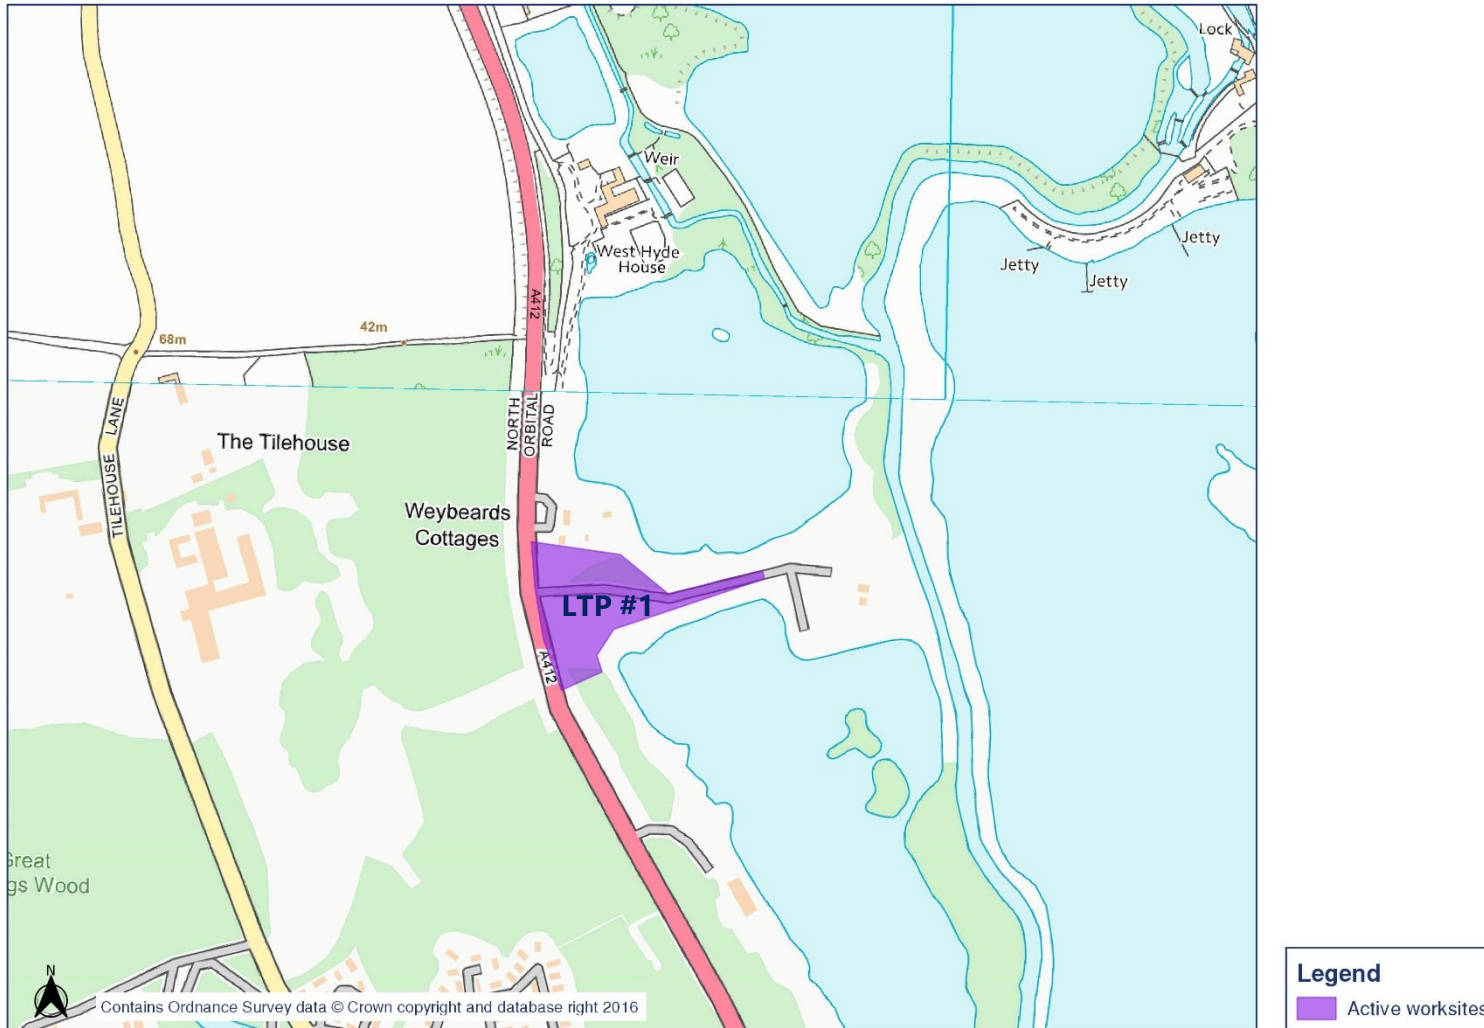 Lock
Weir
West Hyde
House
Jetty
Jetty
Jetty
A412
68m
42m
NORTH
ORBITAL
ROAD
TILEHOUSE LANE
The Tilehouse
Weybeards
Cottages
LTP #1
A412
Great
gs Wood
N
Contains Ordnance Survey data © Crown copyright and database right 2016
Legend
Active worksites